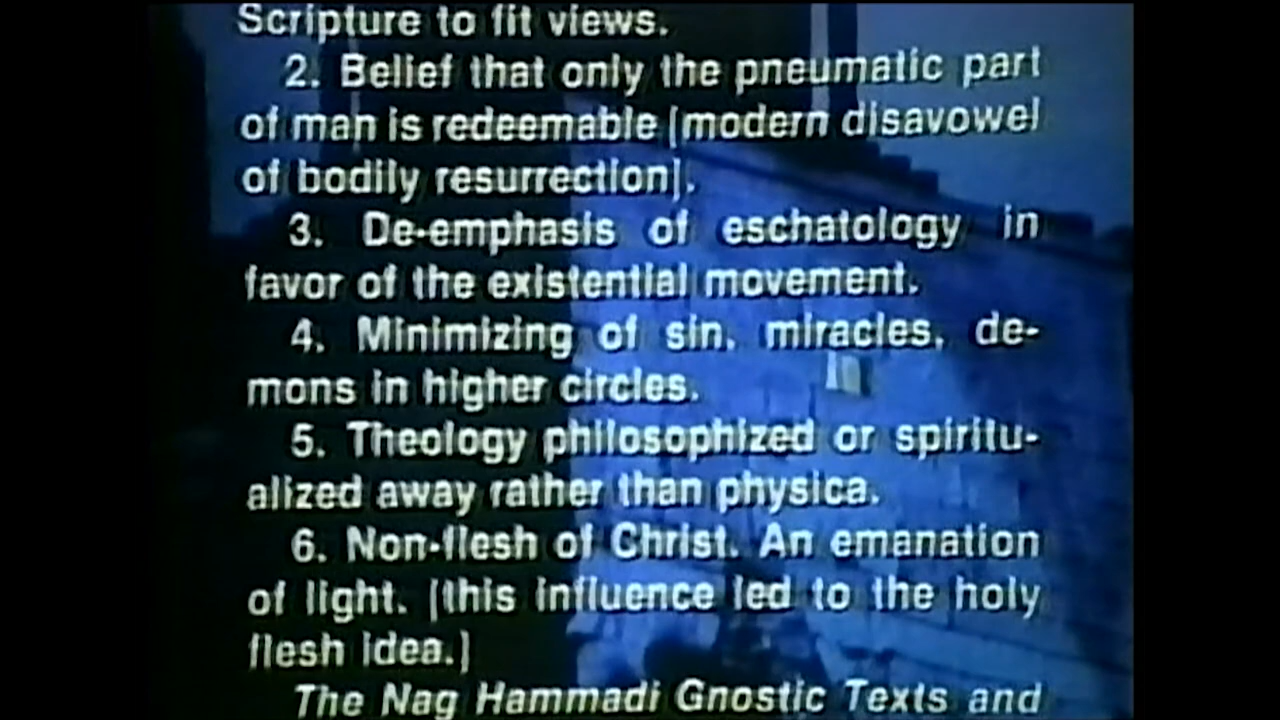 Scripture to fit views.
2. Belief that only the pneumatic part
of man is redeemable [modern disavowel
of bodily resurrection].
3. De-emphasis of eschatology in
favor of the existential movement.
4. Minimizing of sin, miracles, de-
mons in higher circles.
5. Theology philosophized or spiritu-
alized away rather than physica.
6. Non-flesh of Christ. An emanation
of light. [this influence led to the holy
flesh idea.]
The Nag Hammadi Gnostic Texts and